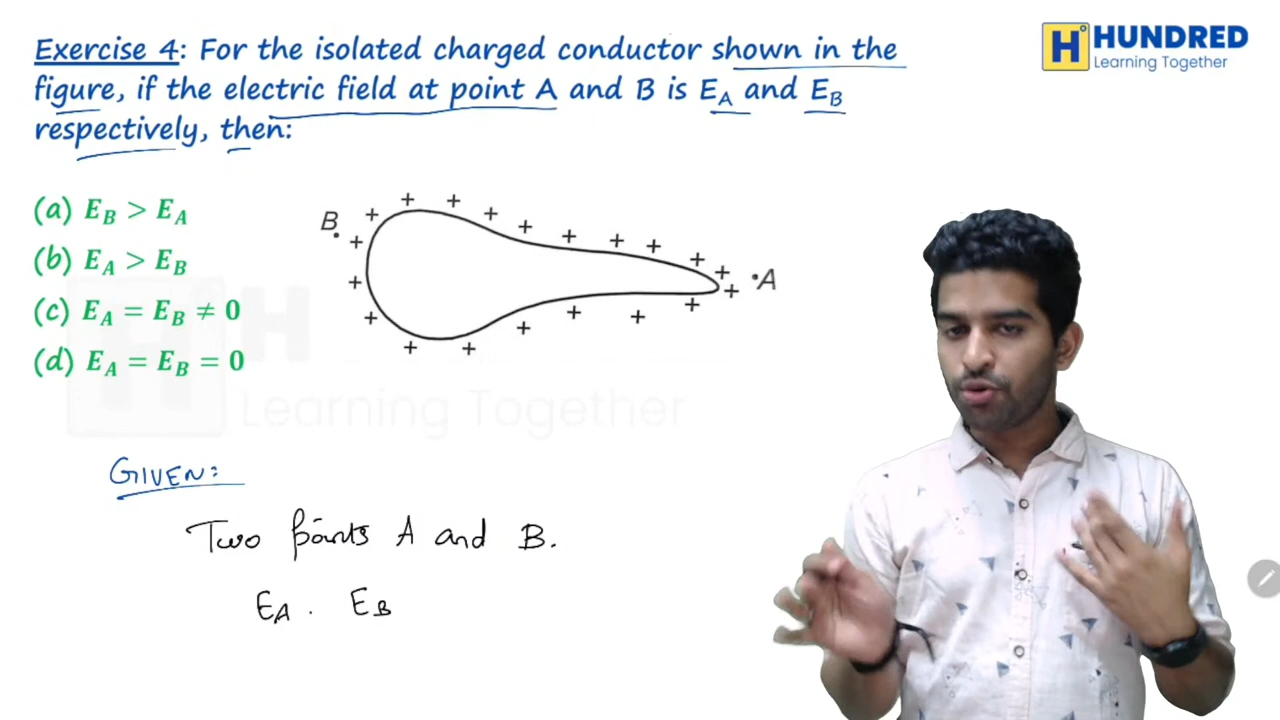 Exercise 4: For the isolated charged conductor shown in the
figure, if the electric field at point A and B is E_A and E_B
respectively, then:
H° HUNDRED
Learning Together
(a) E_B > E_A
(b) E_A > E_B
(c) E_A = E_B ≠ 0
(d) E_A = E_B = 0
B
+ + + + + + + + + + + + + + + + + + + + + +
A
H
Learning Together
GIVEN:
Two points A and B.
E_A . E_B